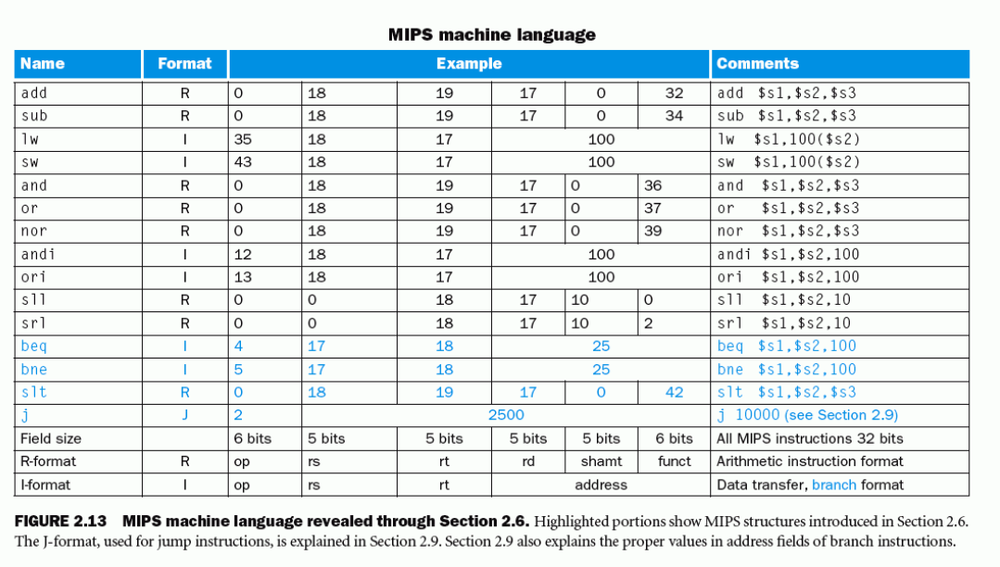 MIPS machine language
Name Format Example Comments
add R 0 18 19 17 0 32 add $s1,$s2,$s3
sub R 0 18 19 17 0 34 sub $s1,$s2,$s3
lw I 35 18 17 100 lw $s1,100($s2)
sw I 43 18 17 100 sw $s1,100($s2)
and R 0 18 19 17 0 36 and $s1,$s2,$s3
or R 0 18 19 17 0 37 or $s1,$s2,$s3
nor R 0 18 19 17 0 39 nor $s1,$s2,$s3
andi I 12 18 17 100 andi $s1,$s2,100
ori I 13 18 17 100 ori $s1,$s2,100
sll R 0 0 18 17 10 0 sll $s1,$s2,10
srl R 0 0 18 17 10 2 srl $s1,$s2,10
beq I 4 17 18 25 beq $s1,$s2,100
bne I 5 17 18 25 bne $s1,$s2,100
slt R 0 18 19 17 0 42 slt $s1,$s2,$s3
j J 2 2500 j 10000 (see Section 2.9)
Field size 6 bits 5 bits 5 bits 5 bits 5 bits 6 bits All MIPS instructions 32 bits
R-format R op rs rt rd shamt funct Arithmetic instruction format
I-format I op rs rt address Data transfer, branch format
FIGURE 2.13 MIPS machine language revealed through Section 2.6. Highlighted portions show MIPS structures introduced in Section 2.6.
The J-format, used for jump instructions, is explained in Section 2.9. Section 2.9 also explains the proper values in address fields of branch instructions.